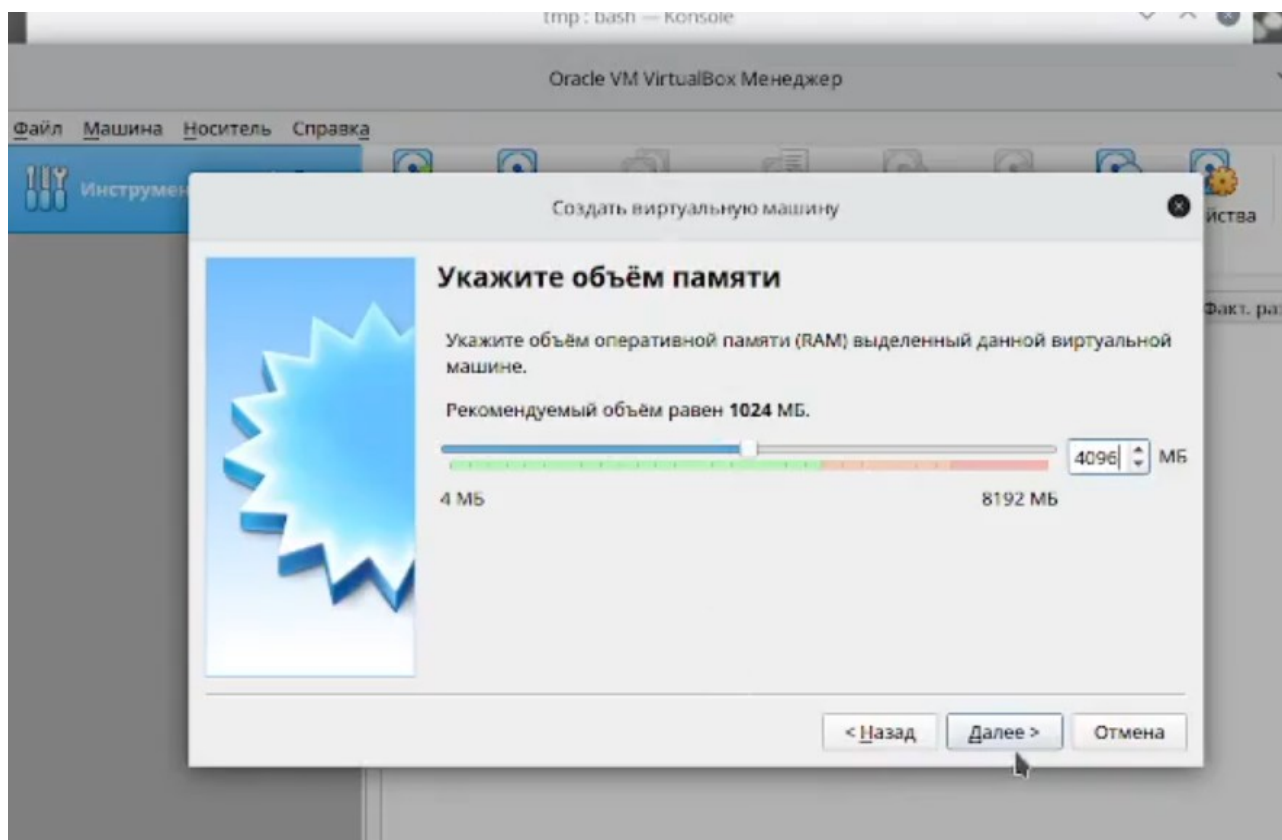 tmp : bash — Konsole
Oracle VM VirtualBox Менеджер
Файл Машина Носитель Справка
Инструмен
йства
Создать виртуальную машину
Факт. раз
Укажите объём памяти
Укажите объём оперативной памяти (RAM) выделенный данной виртуальной
машине.
Рекомендуемый объём равен 1024 МБ.
4096 МБ
4 МБ 8192 МБ
< Назад Далее > Отмена